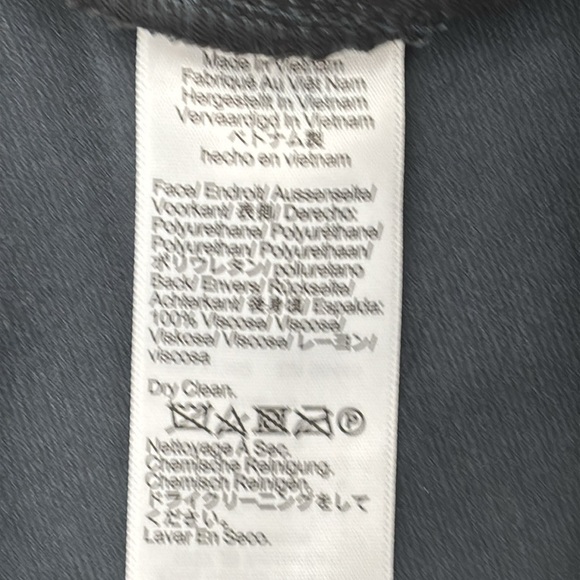 Made in Vietnam
Fabriqué Au Viêt Nam
Hergestellt In Vietnam
Vervaardigd In Vietnam
ベトナム製
hecho en vietnam
Face/ Endroit/ Aussenseite/
Voorkant/ 表側/ Derecho:
Polyurethane/ Polyuréthane/
Polyurethan/ Polyurethaan/
ポリウレタン/ poliuretano
Back/ Envers/ Rückseite/
Achterkant/ 後身頃/ Espalda:
100% Viscose/ Viscose/
Viskose/ Viscose/ レーヨン/
viscosa
Dry Clean.
P
Nettoyage À Sec.
Chemische Reinigung.
Chemisch Reinigen.
ドライクリーニングをして
ください。
Lavar En Seco.